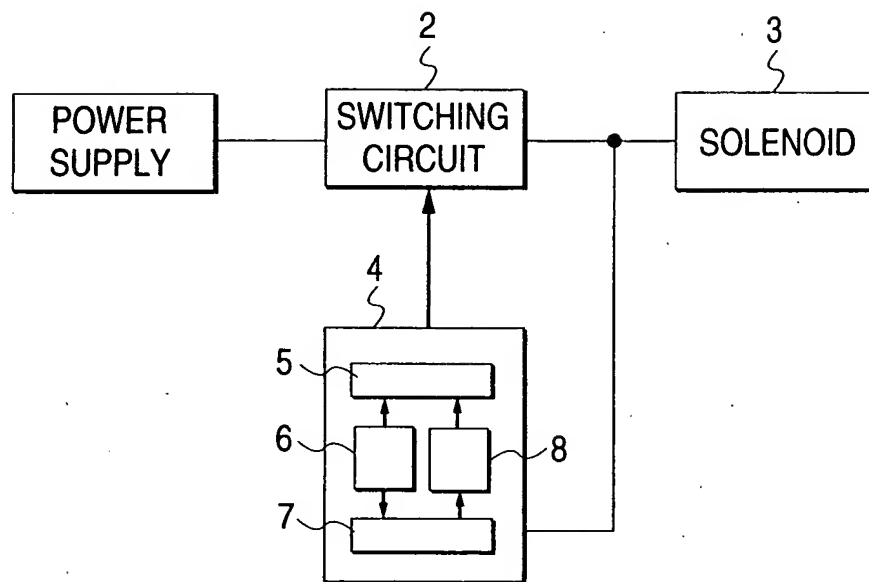 2
3
POWER
SUPPLY
SWITCHING
CIRCUIT
SOLENOID
4
5
6
8
7